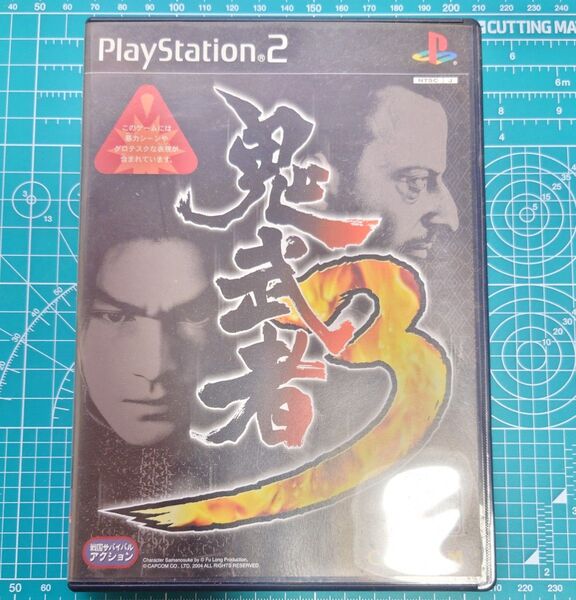 PlayStation®2
NTSC J
このゲームには
暴力シーンや
グロテスクな表現が
含まれています。
鬼武者
3
戦国サバイバル
アクション
Character Samanosuke by © Fu Long Production,
© CAPCOM CO., LTD. 2004 ALL RIGHTS RESERVED.
CUTTING MA